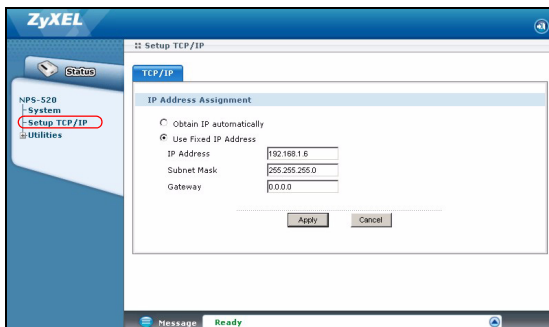 ZyXEL
Setup TCP/IP
Status
TCP/IP
NPS-520
System
Setup TCP/IP
Utilities
IP Address Assignment
Obtain IP automatically
Use Fixed IP Address
IP Address 192.168.1.6
Subnet Mask 255.255.255.0
Gateway 0.0.0.0
Apply Cancel
Message Ready